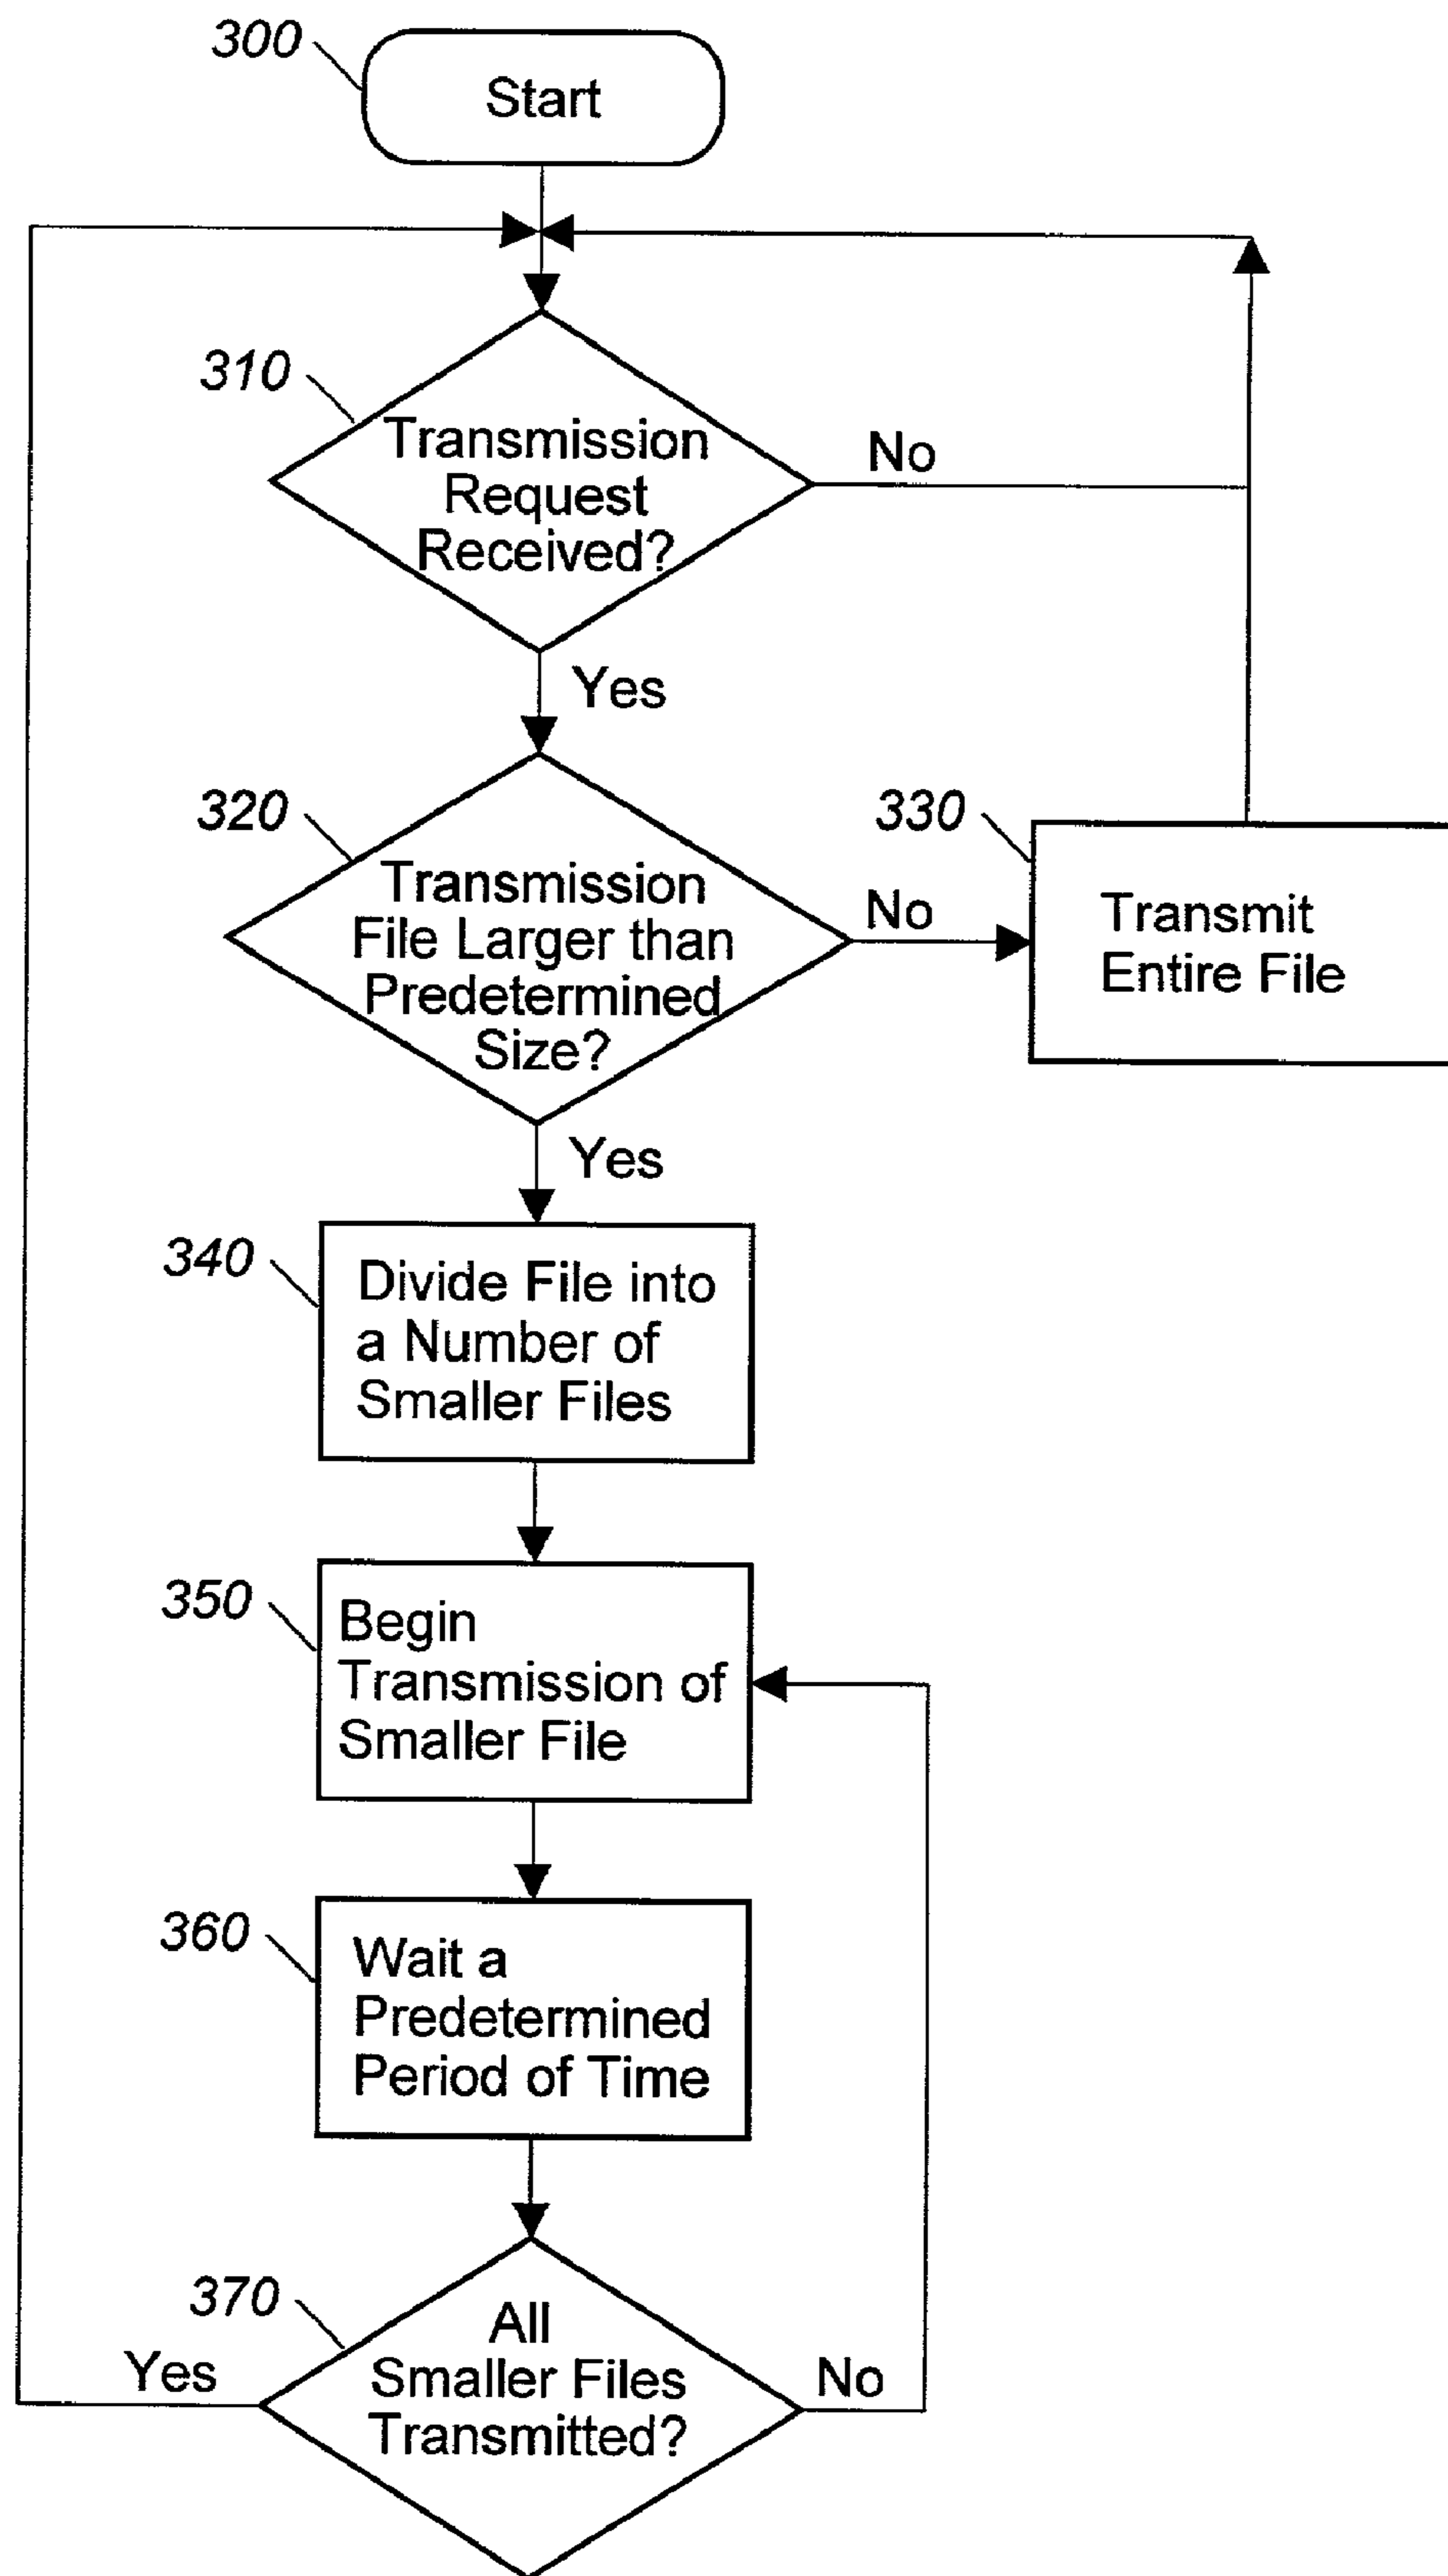 300
Start
310
Transmission
Request
Received?
No
Yes
320
Transmission
File Larger than
Predetermined
Size?
No
330
Transmit
Entire File
Yes
340
Divide File into
a Number of
Smaller Files
350
Begin
Transmission of
Smaller File
360
Wait a
Predetermined
Period of Time
370
All
Smaller Files
Transmitted?
Yes
No